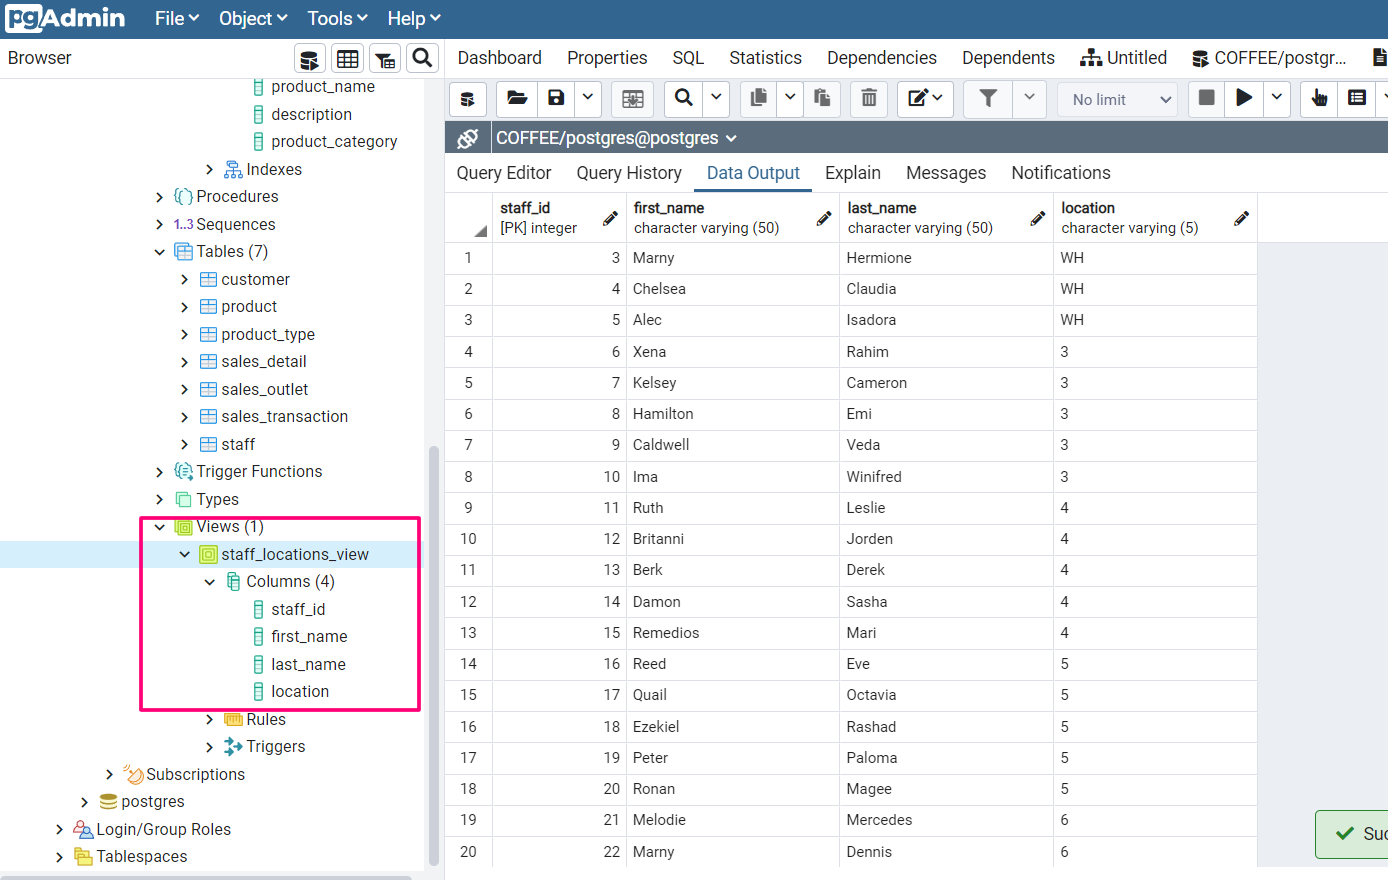 pgAdmin File Object Tools Help
Browser
Dashboard Properties SQL Statistics Dependencies Dependents Untitled COFFEE/postgr...
No limit
COFFEE/postgres@postgres
Query Editor Query History Data Output Explain Messages Notifications
product_name
description
product_category
Indexes
Procedures
1..3 Sequences
Tables (7)
customer
product
product_type
sales_detail
sales_outlet
sales_transaction
staff
Trigger Functions
Types
Views (1)
staff_locations_view
Columns (4)
staff_id
first_name
last_name
location
Rules
Triggers
Subscriptions
postgres
Login/Group Roles
Tablespaces
staff_id first_name last_name location
[PK] integer character varying (50) character varying (50) character varying (5)
1 3 Marny Hermione WH
2 4 Chelsea Claudia WH
3 5 Alec Isadora WH
4 6 Xena Rahim 3
5 7 Kelsey Cameron 3
6 8 Hamilton Emi 3
7 9 Caldwell Veda 3
8 10 Ima Winifred 3
9 11 Ruth Leslie 4
10 12 Britanni Jorden 4
11 13 Berk Derek 4
12 14 Damon Sasha 4
13 15 Remedios Mari 4
14 16 Reed Eve 5
15 17 Quail Octavia 5
16 18 Ezekiel Rashad 5
17 19 Peter Paloma 5
18 20 Ronan Magee 5
19 21 Melodie Mercedes 6
20 22 Marny Dennis 6